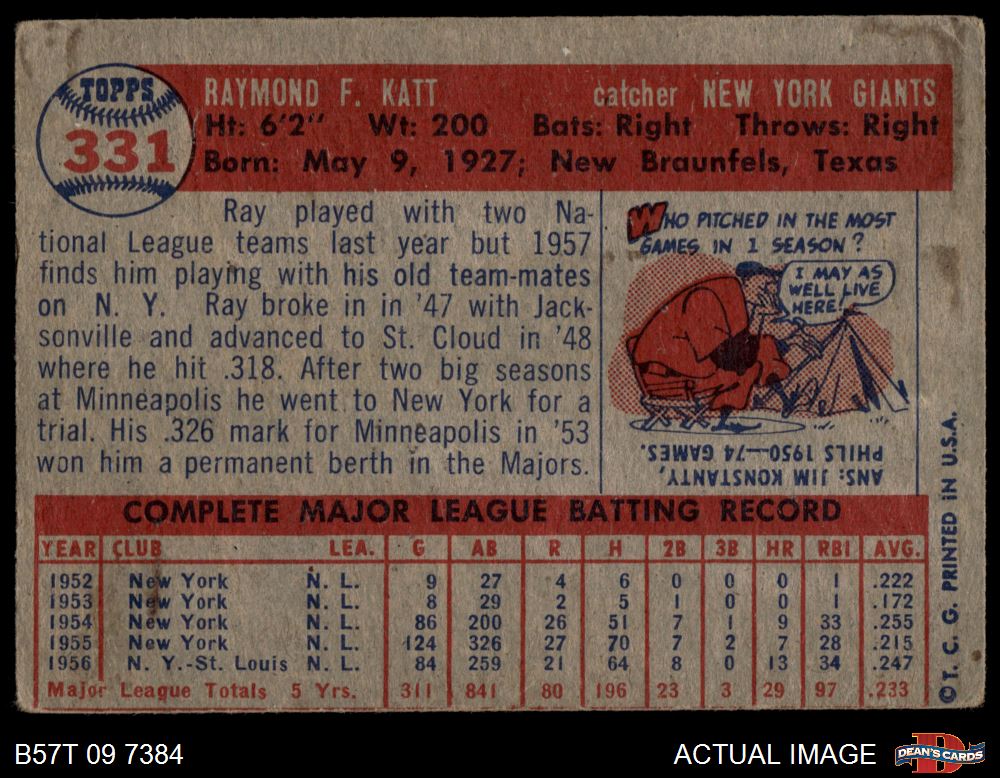 TOPPS
331
RAYMOND F. KATT catcher NEW YORK GIANTS
Ht: 6'2" Wt: 200 Bats: Right Throws: Right
Born: May 9, 1927; New Braunfels, Texas
Ray played with two Na-
tional League teams last year but 1957
finds him playing with his old team-mates
on N. Y. Ray broke in in '47 with Jack-
sonville and advanced to St. Cloud in '48
where he hit .318. After two big seasons
at Minneapolis he went to New York for a
trial. His .326 mark for Minneapolis in '53
won him a permanent berth in the Majors.
WHO PITCHED IN THE MOST
GAMES IN 1 SEASON?
I MAY AS
WELL LIVE
HERE!
ANS: JIM KONSTANTY,
PHILS 1950—74 GAMES.
COMPLETE MAJOR LEAGUE BATTING RECORD
YEAR CLUB LEA. G AB R H 2B 3B HR RBI AVG.
1952 New York N. L. 9 27 4 6 0 0 0 1 .222
1953 New York N. L. 8 29 2 5 1 0 0 1 .172
1954 New York N. L. 86 200 26 51 7 1 9 33 .255
1955 New York N. L. 124 326 27 70 7 2 7 28 .215
1956 N. Y.-St. Louis N. L. 84 259 21 64 8 0 13 34 .247
Major League Totals 5 Yrs. 311 841 80 196 23 3 29 97 .233
©T. C. G. PRINTED IN U.S.A.
B57T 09 7384
ACTUAL IMAGE
DEAN'S CARDS